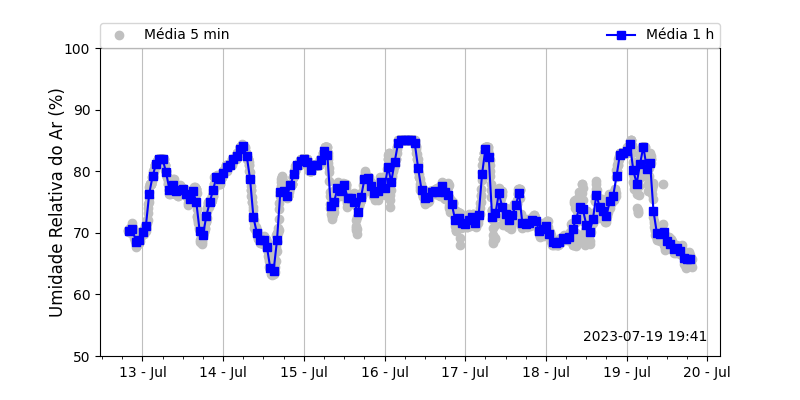 Média 5 min
Média 1 h
Umidade Relativa do Ar (%)
100
90
80
70
60
50
2023-07-19 19:41
13 - Jul
14 - Jul
15 - Jul
16 - Jul
17 - Jul
18 - Jul
19 - Jul
20 - Jul